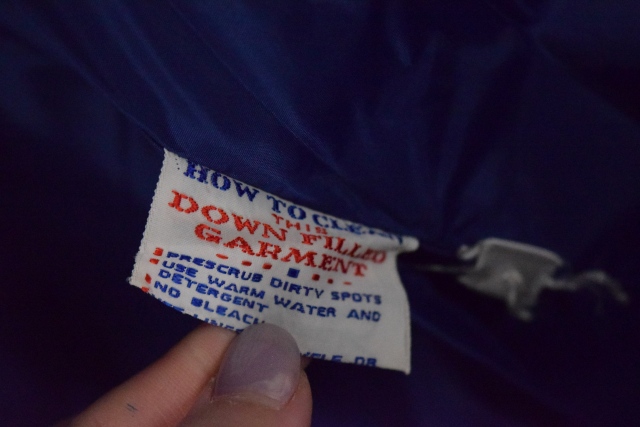 HOW TO CLEAN
THIS
DOWN FILLED
GARMENT
PRESCRUB DIRTY SPOTS
USE WARM WATER AND
DETERGENT
NO BLEACH